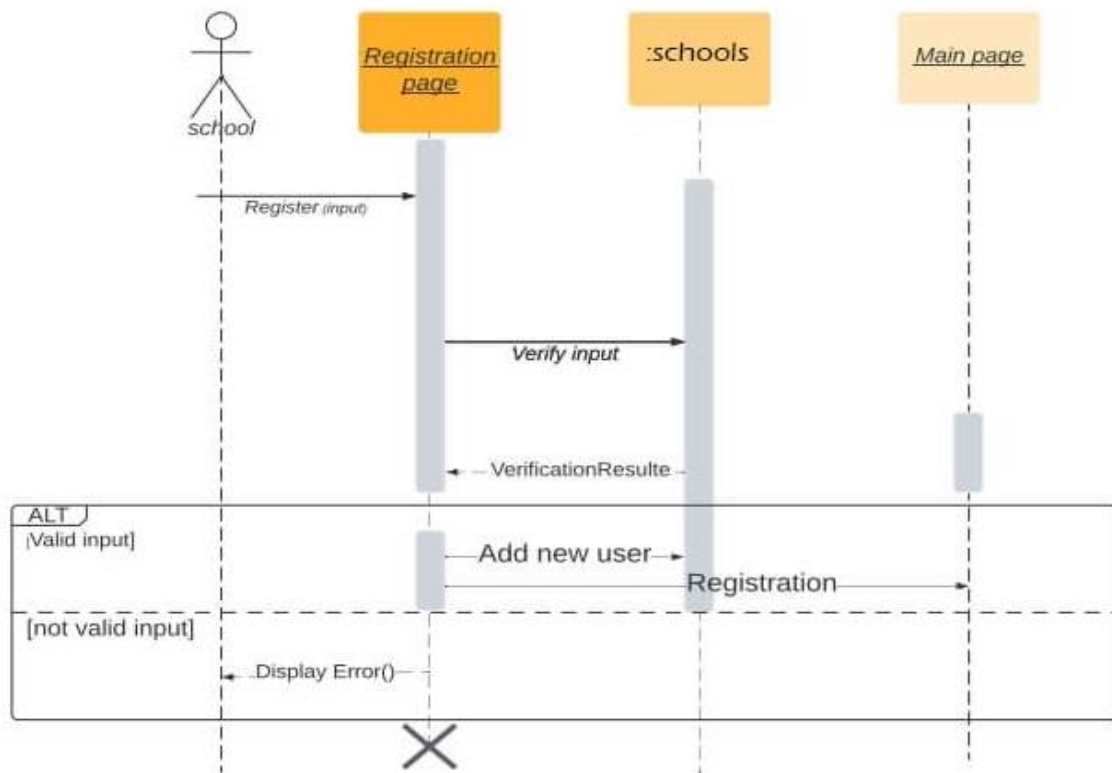 school
Registration
page
:schools
Main page
Register (input)
Verify input
VerificationResulte
ALT
Valid input]
Add new user
Registration
[not valid input]
Display Error()